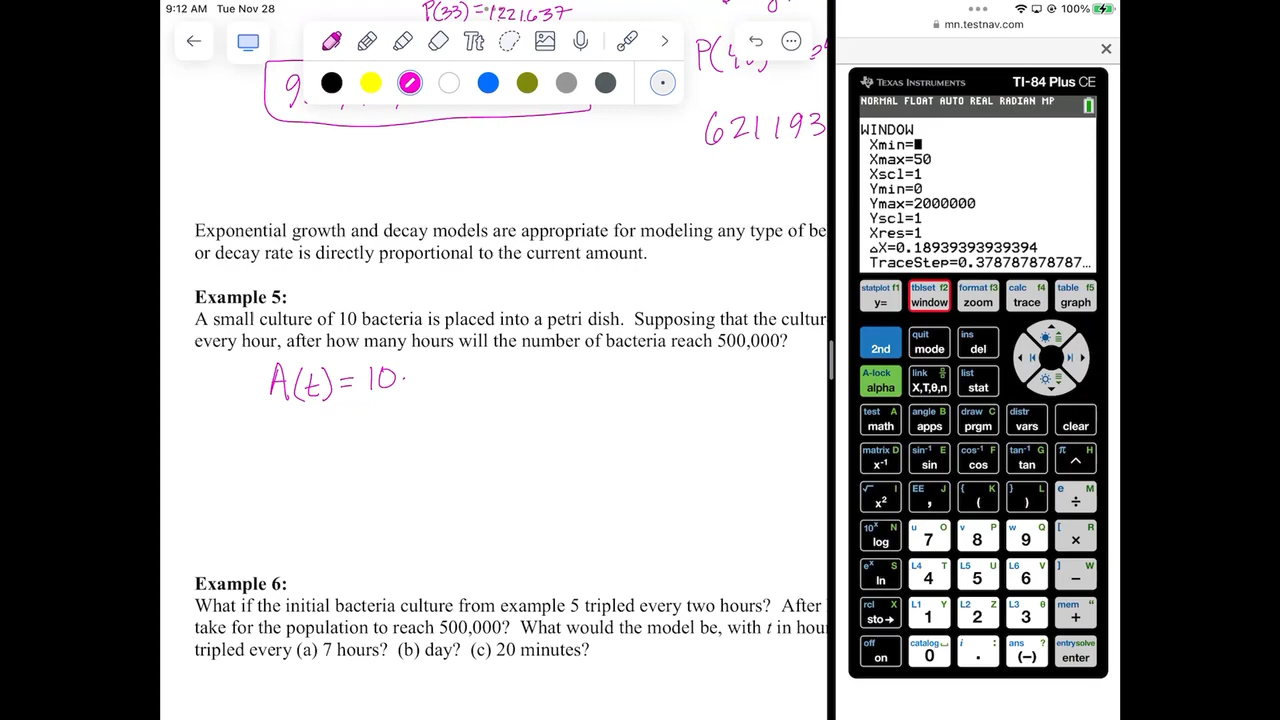 9:12 AM Tue Nov 28
P(33) = 1221.637
100%
mn.testnav.com
Tt
P(
9
621193
Exponential growth and decay models are appropriate for modeling any type of be
or decay rate is directly proportional to the current amount.
Example 5:
A small culture of 10 bacteria is placed into a petri dish. Supposing that the cultur
every hour, after how many hours will the number of bacteria reach 500,000?
A(t) = 10 ·
Example 6:
What if the initial bacteria culture from example 5 tripled every two hours? After
take for the population to reach 500,000? What would the model be, with t in hour
tripled every (a) 7 hours? (b) day? (c) 20 minutes?
TEXAS INSTRUMENTS TI-84 Plus CE
NORMAL FLOAT AUTO REAL RADIAN MP
WINDOW
Xmin=
Xmax=50
Xscl=1
Ymin=0
Ymax=2000000
Yscl=1
Xres=1
△X=0.18939393939394
TraceStep=0.378787878787...
statplot f1 tblset f2 format f3 calc f4 table f5
y= window zoom trace graph
quit ins
2nd mode del
A-lock link list
alpha X,T,θ,n stat
test A angle B draw C distr
math apps prgm vars clear
matrix D sin⁻¹ E cos⁻¹ F tan⁻¹ G π H
x⁻¹ sin cos tan ^
√ I EE J { K } L e M
x² , ( ) ÷
10ˣ N u O v P w Q [ R
log 7 8 9 ×
eˣ S L4 T L5 U L6 V ] W
ln 4 5 6 −
rcl X L1 Y L2 Z L3 θ mem "
sto→ 1 2 3 +
off catalog i : ans ? entry solve
on 0 . (−) enter